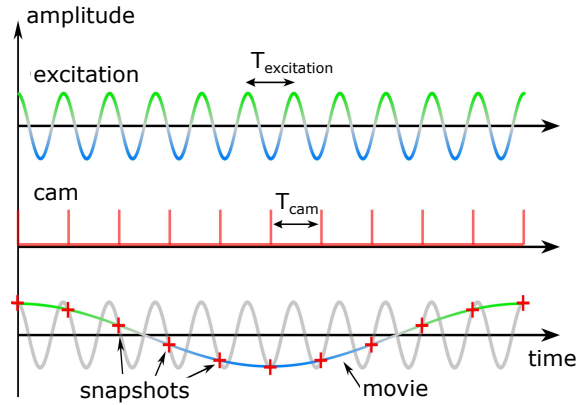 amplitude
excitation
T_excitation
cam
T_cam
time
snapshots
movie